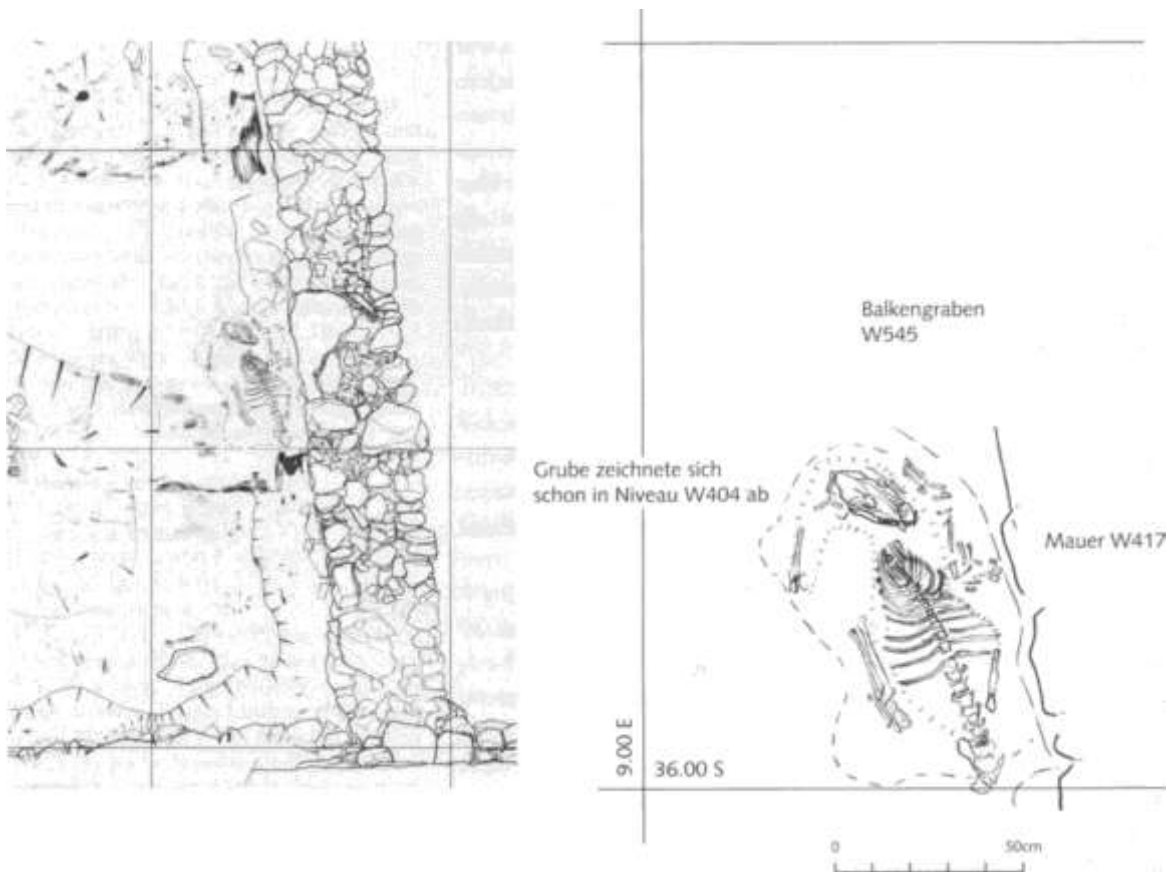 Balkengraben
W545
Grube zeichnete sich
schon in Niveau W404 ab
Mauer W417
9.00 E
36.00 S
0 50cm